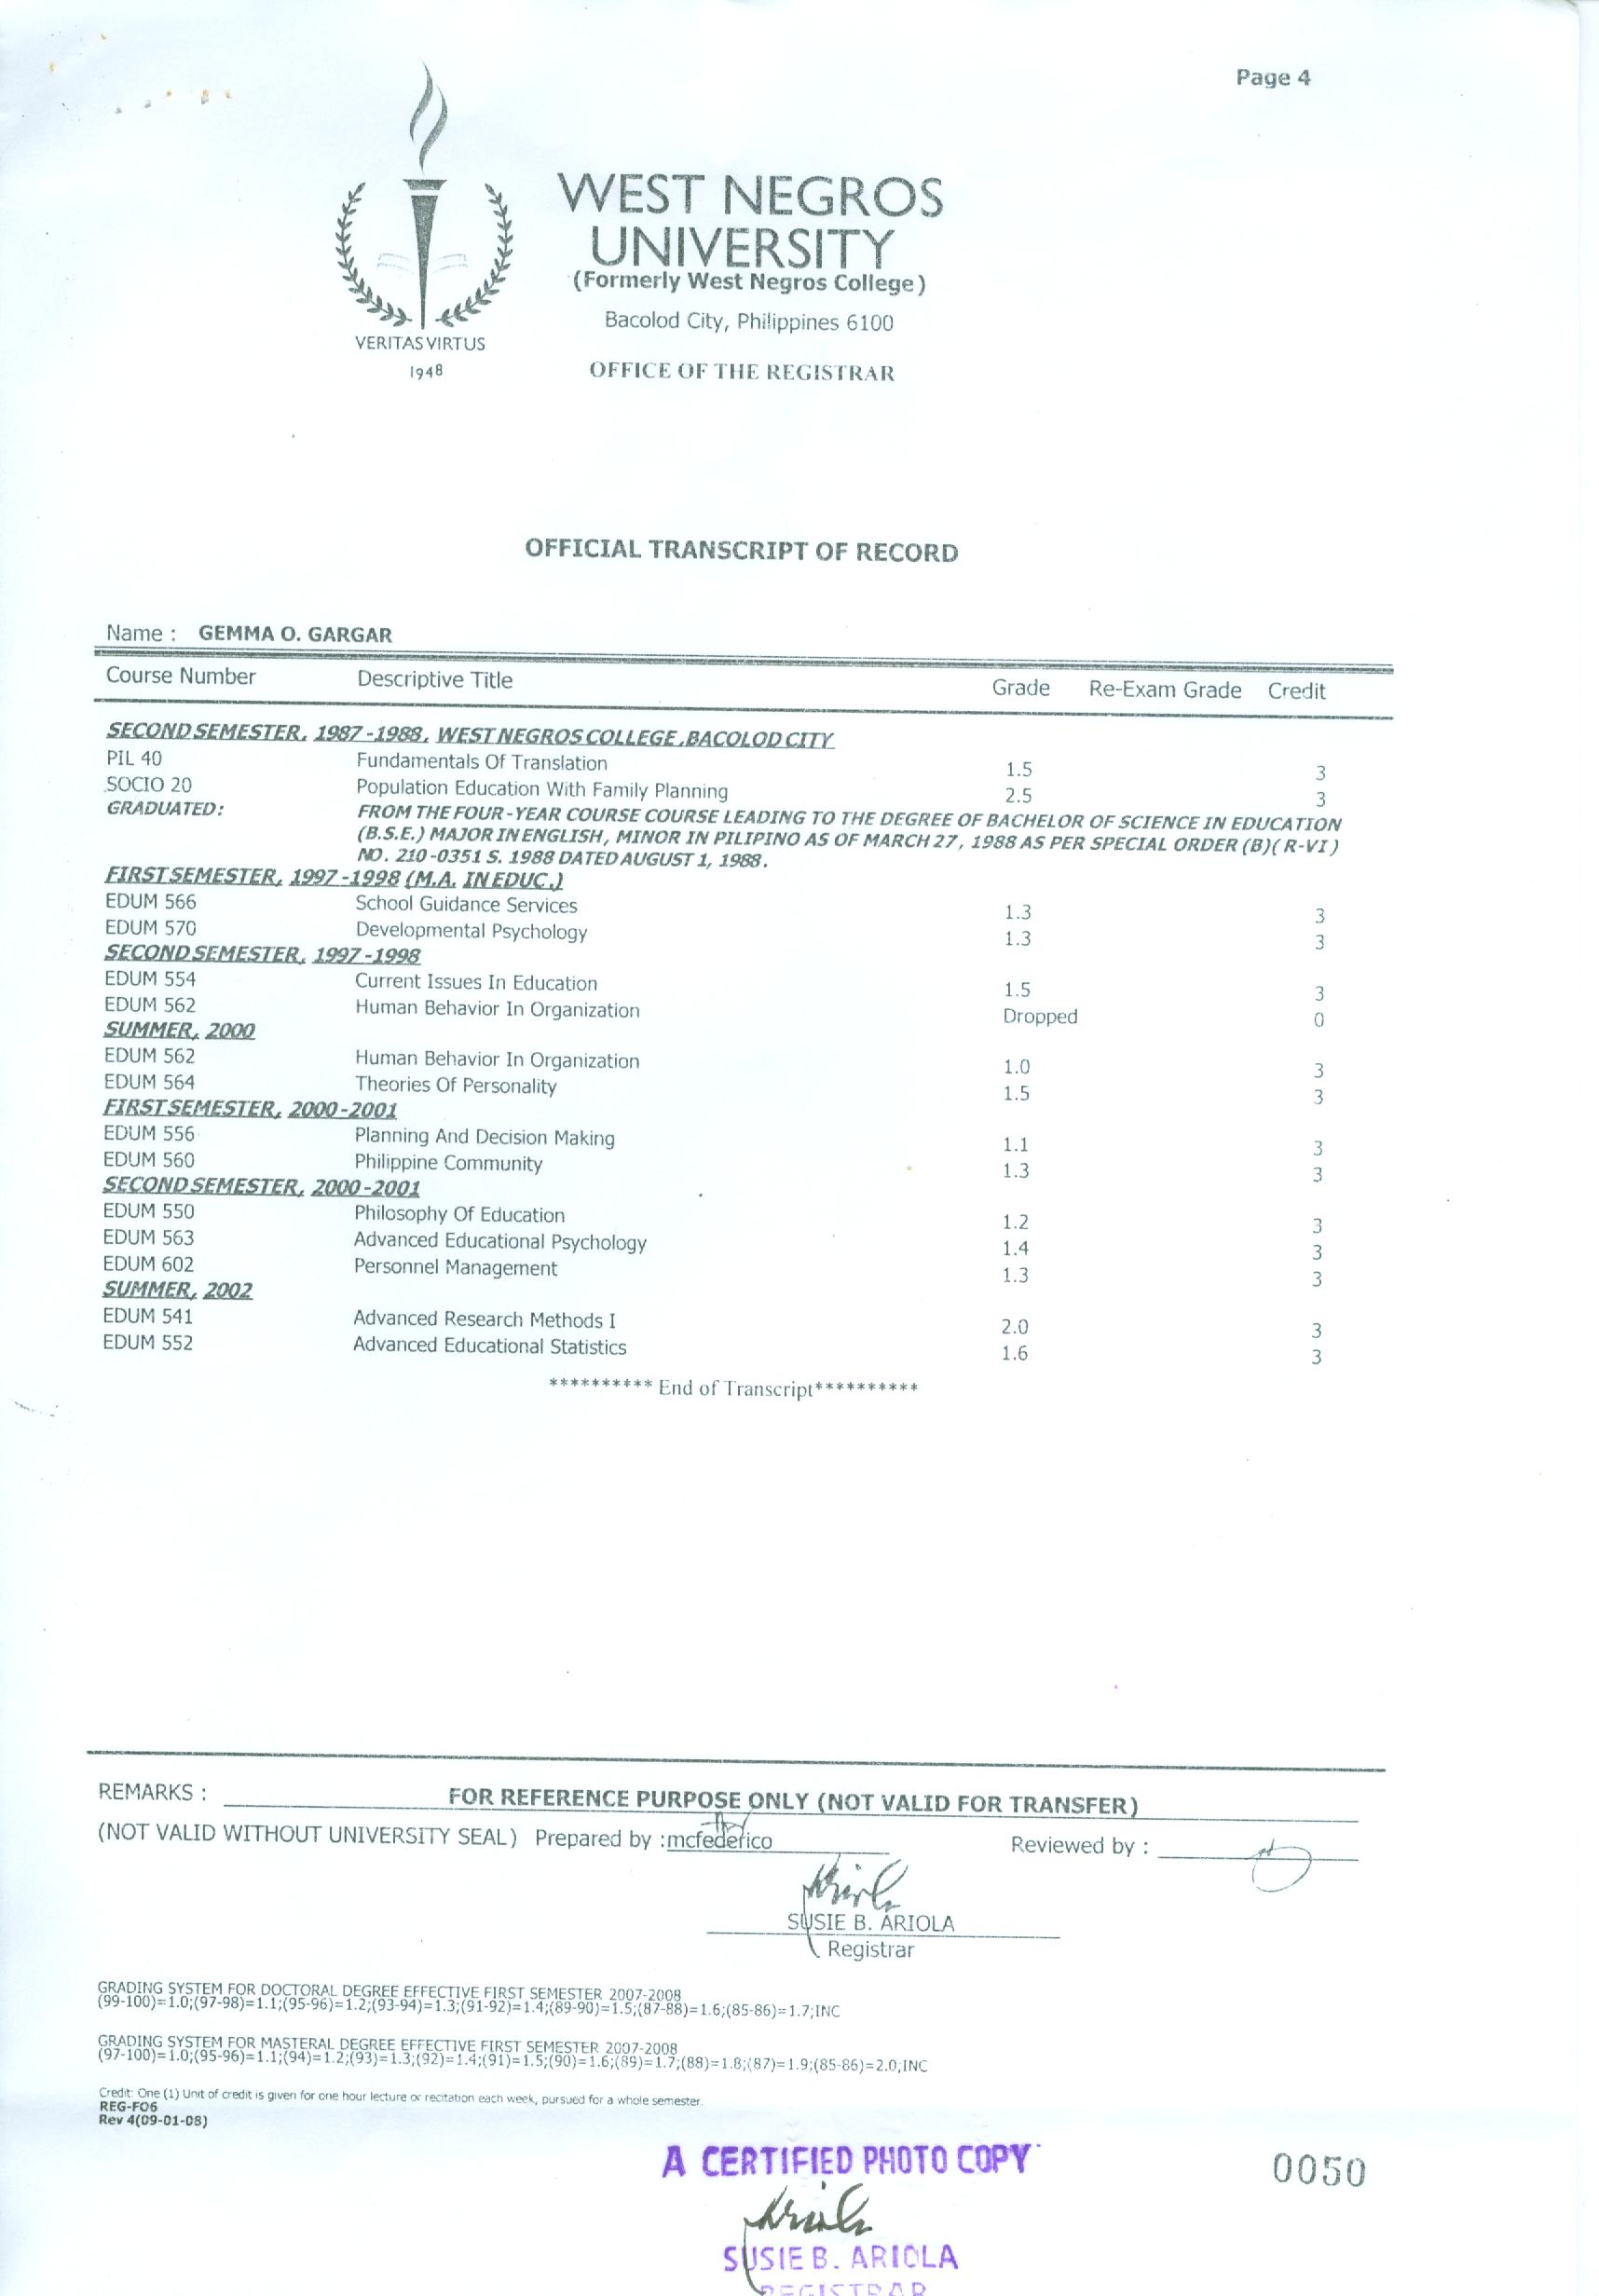 Page 4
WEST NEGROS
UNIVERSITY
(Formerly West Negros College)
Bacolod City, Philippines 6100
VERITAS VIRTUS
1948
OFFICE OF THE REGISTRAR
OFFICIAL TRANSCRIPT OF RECORD
Name : GEMMA O. GARGAR
Course Number Descriptive Title Grade Re-Exam Grade Credit
SECOND SEMESTER, 1987-1988, WEST NEGROS COLLEGE, BACOLOD CITY
PIL 40 Fundamentals Of Translation 1.5 3
SOCIO 20 Population Education With Family Planning 2.5 3
GRADUATED: FROM THE FOUR-YEAR COURSE COURSE LEADING TO THE DEGREE OF BACHELOR OF SCIENCE IN EDUCATION
(B.S.E.) MAJOR IN ENGLISH, MINOR IN PILIPINO AS OF MARCH 27, 1988 AS PER SPECIAL ORDER (B)( R-VI)
NO. 210-0351 S. 1988 DATED AUGUST 1, 1988.
FIRST SEMESTER, 1997-1998 (M.A. IN EDUC.)
EDUM 566 School Guidance Services 1.3 3
EDUM 570 Developmental Psychology 1.3 3
SECOND SEMESTER, 1997-1998
EDUM 554 Current Issues In Education 1.5 3
EDUM 562 Human Behavior In Organization Dropped 0
SUMMER, 2000
EDUM 562 Human Behavior In Organization 1.0 3
EDUM 564 Theories Of Personality 1.5 3
FIRST SEMESTER, 2000-2001
EDUM 556 Planning And Decision Making 1.1 3
EDUM 560 Philippine Community 1.3 3
SECOND SEMESTER, 2000-2001
EDUM 550 Philosophy Of Education 1.2 3
EDUM 563 Advanced Educational Psychology 1.4 3
EDUM 602 Personnel Management 1.3 3
SUMMER, 2002
EDUM 541 Advanced Research Methods I 2.0 3
EDUM 552 Advanced Educational Statistics 1.6 3
********** End of Transcript**********
REMARKS : FOR REFERENCE PURPOSE ONLY (NOT VALID FOR TRANSFER)
(NOT VALID WITHOUT UNIVERSITY SEAL) Prepared by :mcfederico Reviewed by :
SUSIE B. ARIOLA
Registrar
GRADING SYSTEM FOR DOCTORAL DEGREE EFFECTIVE FIRST SEMESTER 2007-2008
(99-100)=1.0;(97-98)=1.1;(95-96)=1.2;(93-94)=1.3;(91-92)=1.4;(89-90)=1.5;(87-88)=1.6;(85-86)=1.7;INC
GRADING SYSTEM FOR MASTERAL DEGREE EFFECTIVE FIRST SEMESTER 2007-2008
(97-100)=1.0;(95-96)=1.1;(94)=1.2;(93)=1.3;(92)=1.4;(91)=1.5;(90)=1.6;(89)=1.7;(88)=1.8;(87)=1.9;(85-86)=2.0;INC
Credit: One (1) Unit of credit is given for one hour lecture or recitation each week, pursued for a whole semester.
REG-FO6
Rev 4(09-01-08)
A CERTIFIED PHOTO COPY
0050
SUSIE B. ARIOLA
REGISTRAR